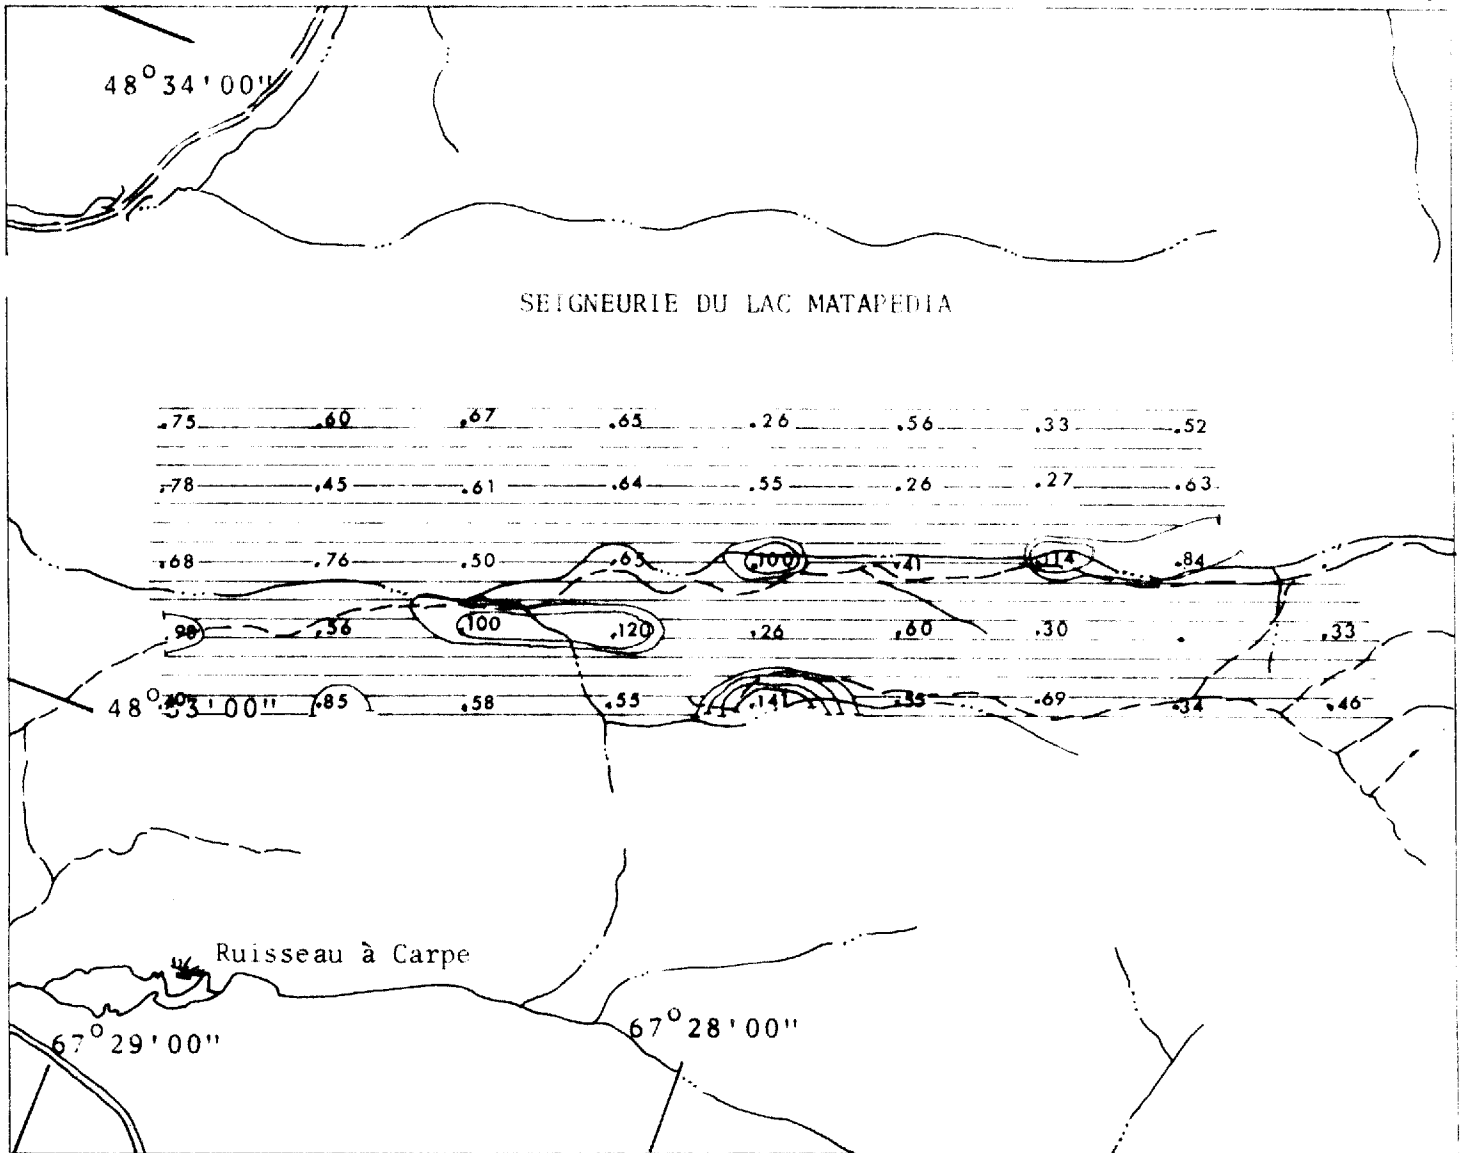 48°34'00"
SEIGNEURIE DU LAC MATAPEDIA
.75 .60 .67 .65 .26 .56 .33 .52
.78 .45 .61 .64 .55 .26 .27 .63
.68 .76 .50 .65 .100 .41 .114 .84
98 .56 .100 .120 .26 .60 .30 . .33
48°33'00" .85 .58 .55 .141 .35 .69 .34 .46
Ruisseau à Carpe
67°29'00"
67°28'00"